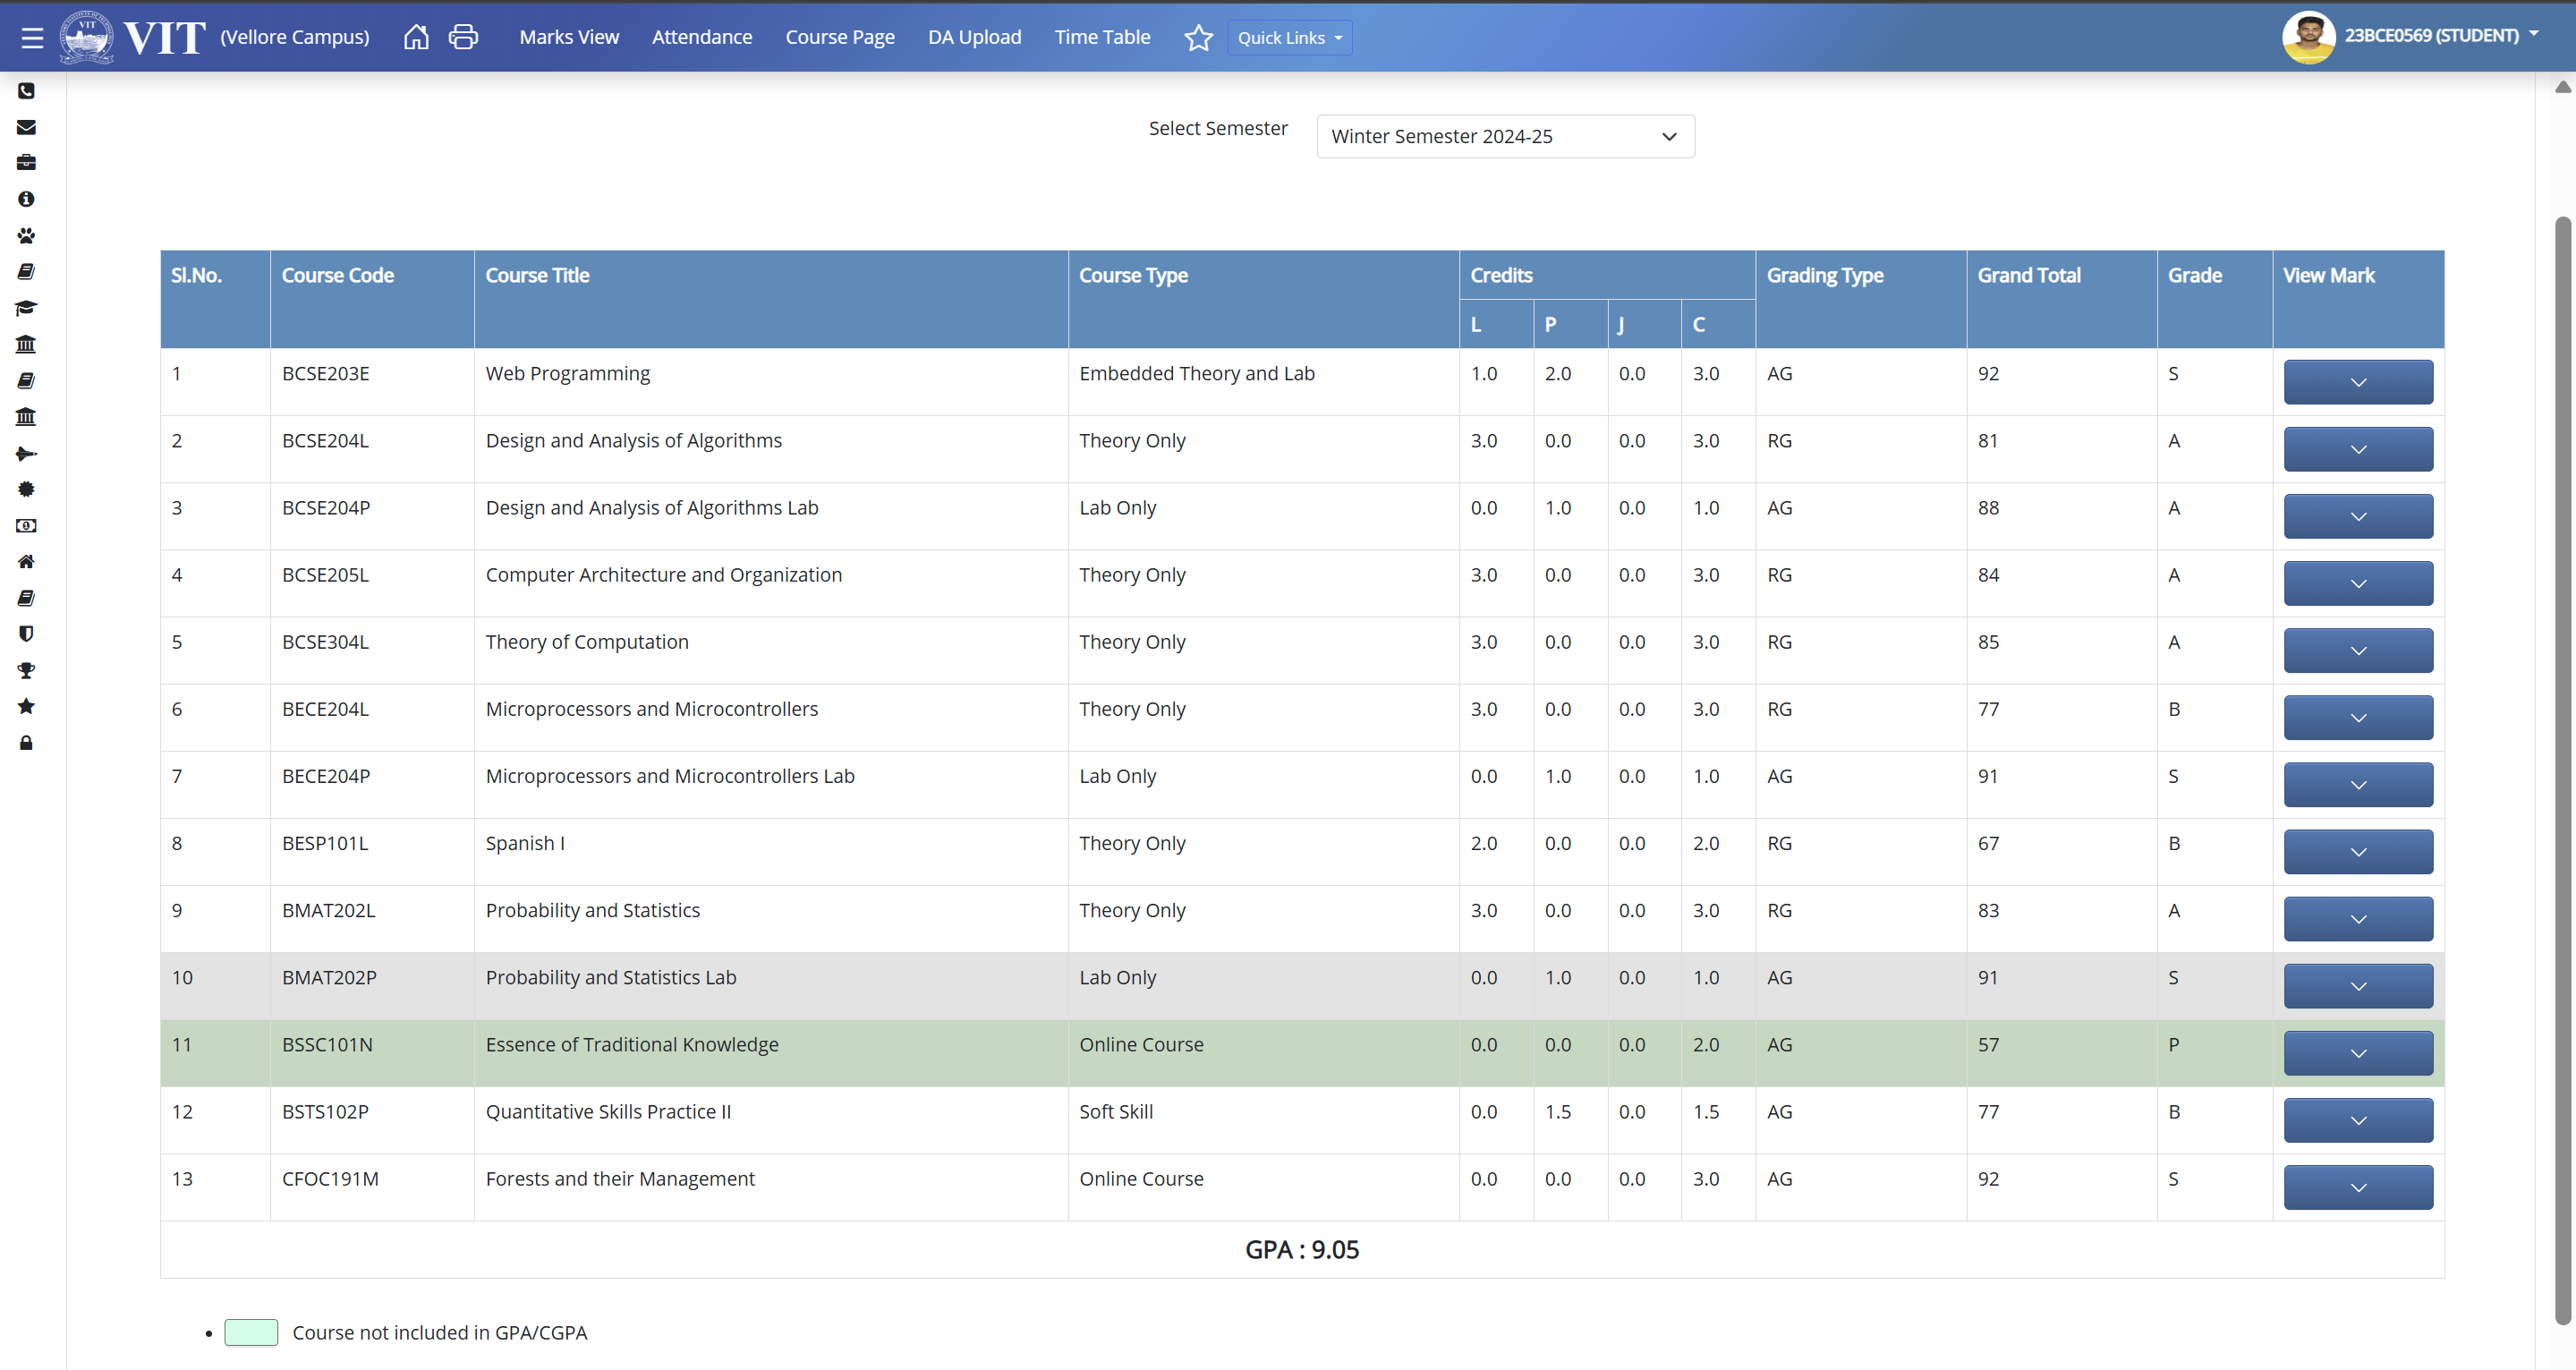 VIT (Vellore Campus) Marks View Attendance Course Page DA Upload Time Table Quick Links 23BCE0569 (STUDENT)
Select Semester Winter Semester 2024-25
Sl.No. Course Code Course Title Course Type Credits Grading Type Grand Total Grade View Mark
L P J C
1 BCSE203E Web Programming Embedded Theory and Lab 1.0 2.0 0.0 3.0 AG 92 S
2 BCSE204L Design and Analysis of Algorithms Theory Only 3.0 0.0 0.0 3.0 RG 81 A
3 BCSE204P Design and Analysis of Algorithms Lab Lab Only 0.0 1.0 0.0 1.0 AG 88 A
4 BCSE205L Computer Architecture and Organization Theory Only 3.0 0.0 0.0 3.0 RG 84 A
5 BCSE304L Theory of Computation Theory Only 3.0 0.0 0.0 3.0 RG 85 A
6 BECE204L Microprocessors and Microcontrollers Theory Only 3.0 0.0 0.0 3.0 RG 77 B
7 BECE204P Microprocessors and Microcontrollers Lab Lab Only 0.0 1.0 0.0 1.0 AG 91 S
8 BESP101L Spanish I Theory Only 2.0 0.0 0.0 2.0 RG 67 B
9 BMAT202L Probability and Statistics Theory Only 3.0 0.0 0.0 3.0 RG 83 A
10 BMAT202P Probability and Statistics Lab Lab Only 0.0 1.0 0.0 1.0 AG 91 S
11 BSSC101N Essence of Traditional Knowledge Online Course 0.0 0.0 0.0 2.0 AG 57 P
12 BSTS102P Quantitative Skills Practice II Soft Skill 0.0 1.5 0.0 1.5 AG 77 B
13 CFOC191M Forests and their Management Online Course 0.0 0.0 0.0 3.0 AG 92 S
GPA : 9.05
• Course not included in GPA/CGPA